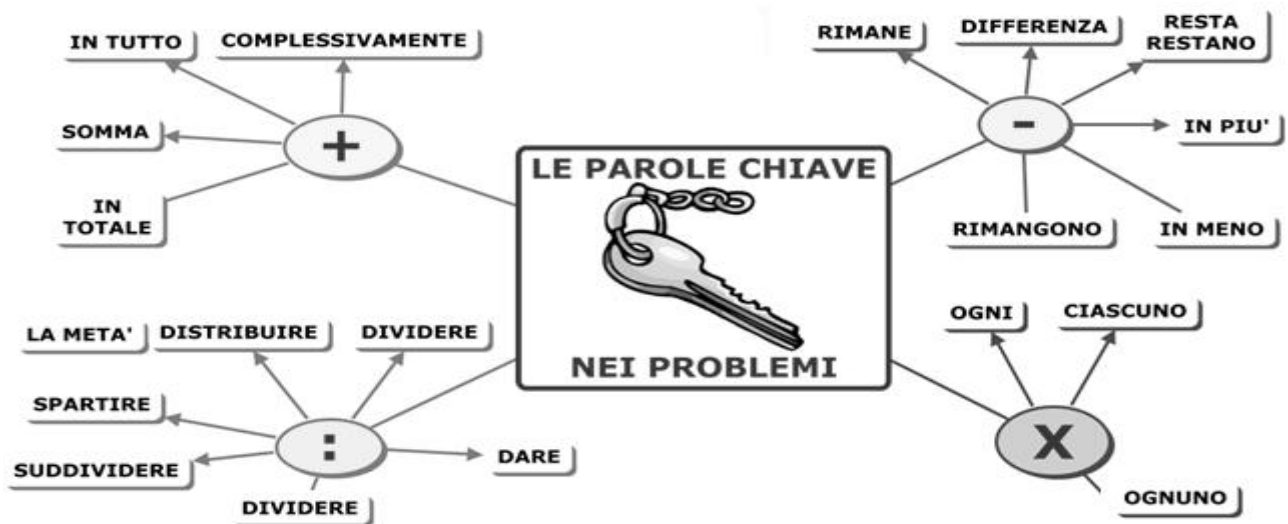 IN TUTTO
COMPLESSIVAMENTE
SOMMA
+
IN
TOTALE
RIMANE
DIFFERENZA
RESTA
RESTANO
-
IN PIU'
RIMANGONO
IN MENO
LE PAROLE CHIAVE
NEI PROBLEMI
LA META'
DISTRIBUIRE
DIVIDERE
SPARTIRE
:
SUDDIVIDERE
DARE
DIVIDERE
OGNI
CIASCUNO
X
OGNUNO